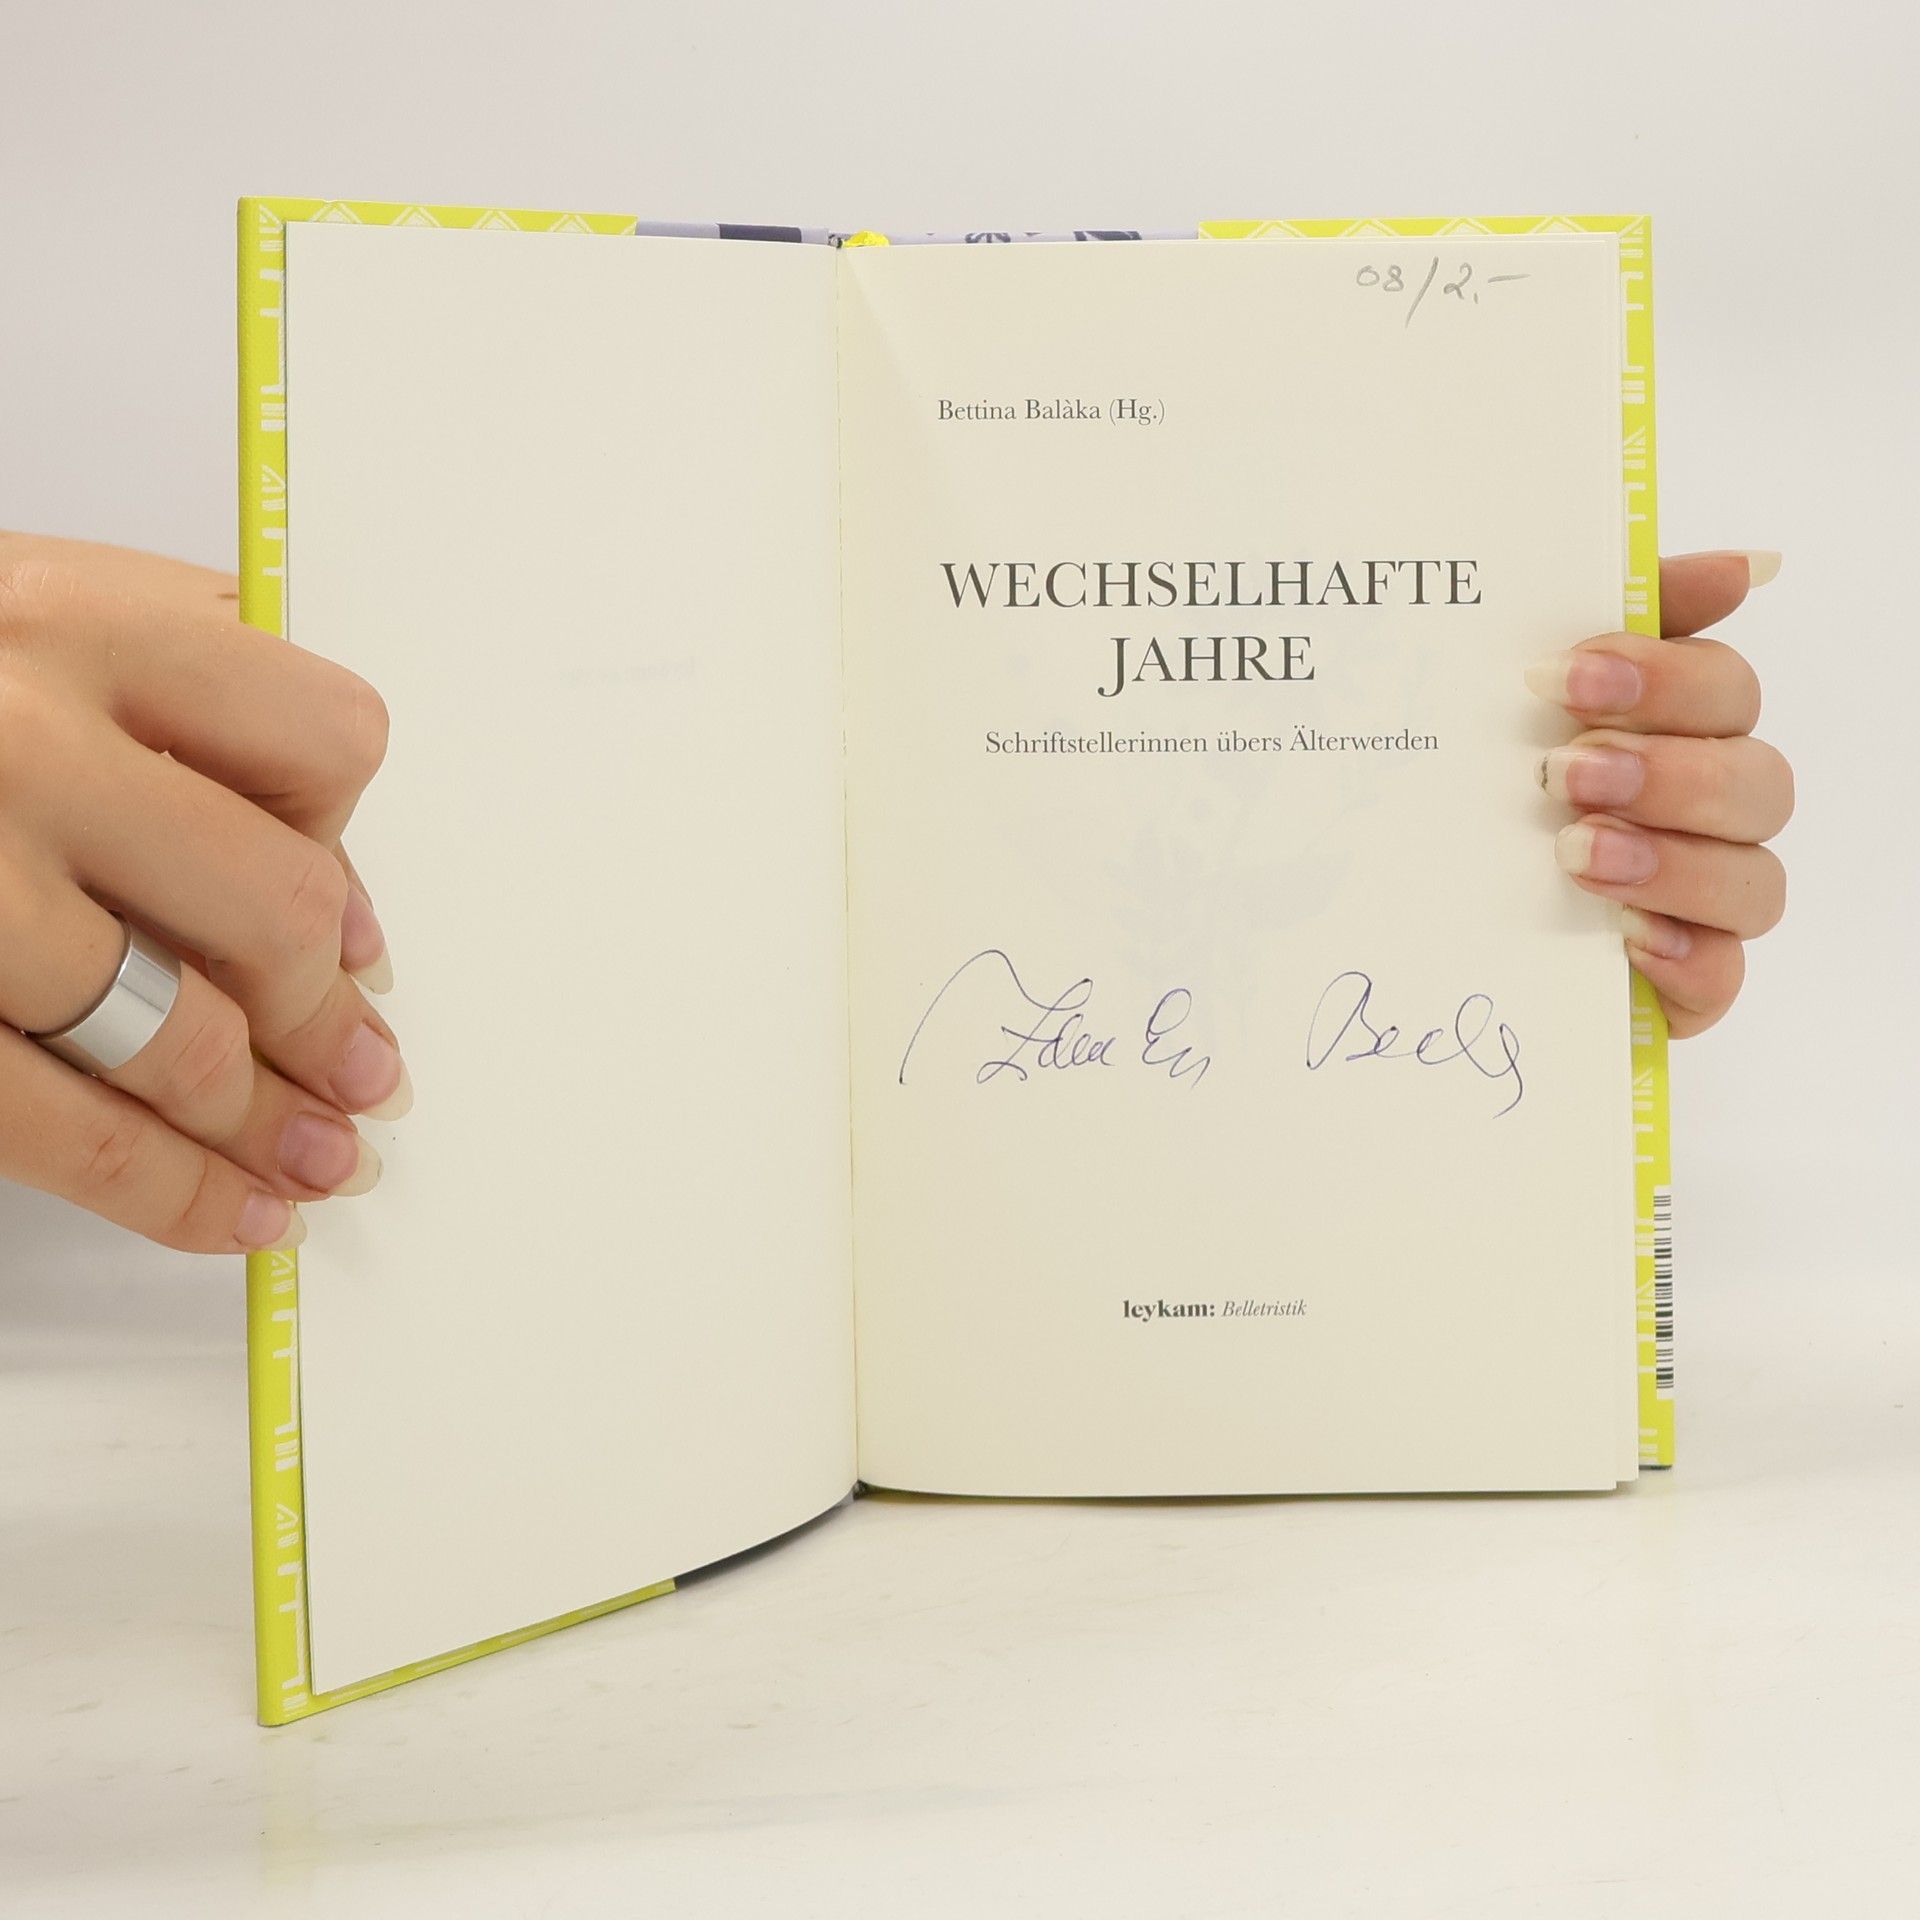 08/2.-
Bettina Balàka (Hg.)
WECHSELHAFTE
JAHRE
Schriftstellerinnen übers Älterwerden
leykam: Belletristik